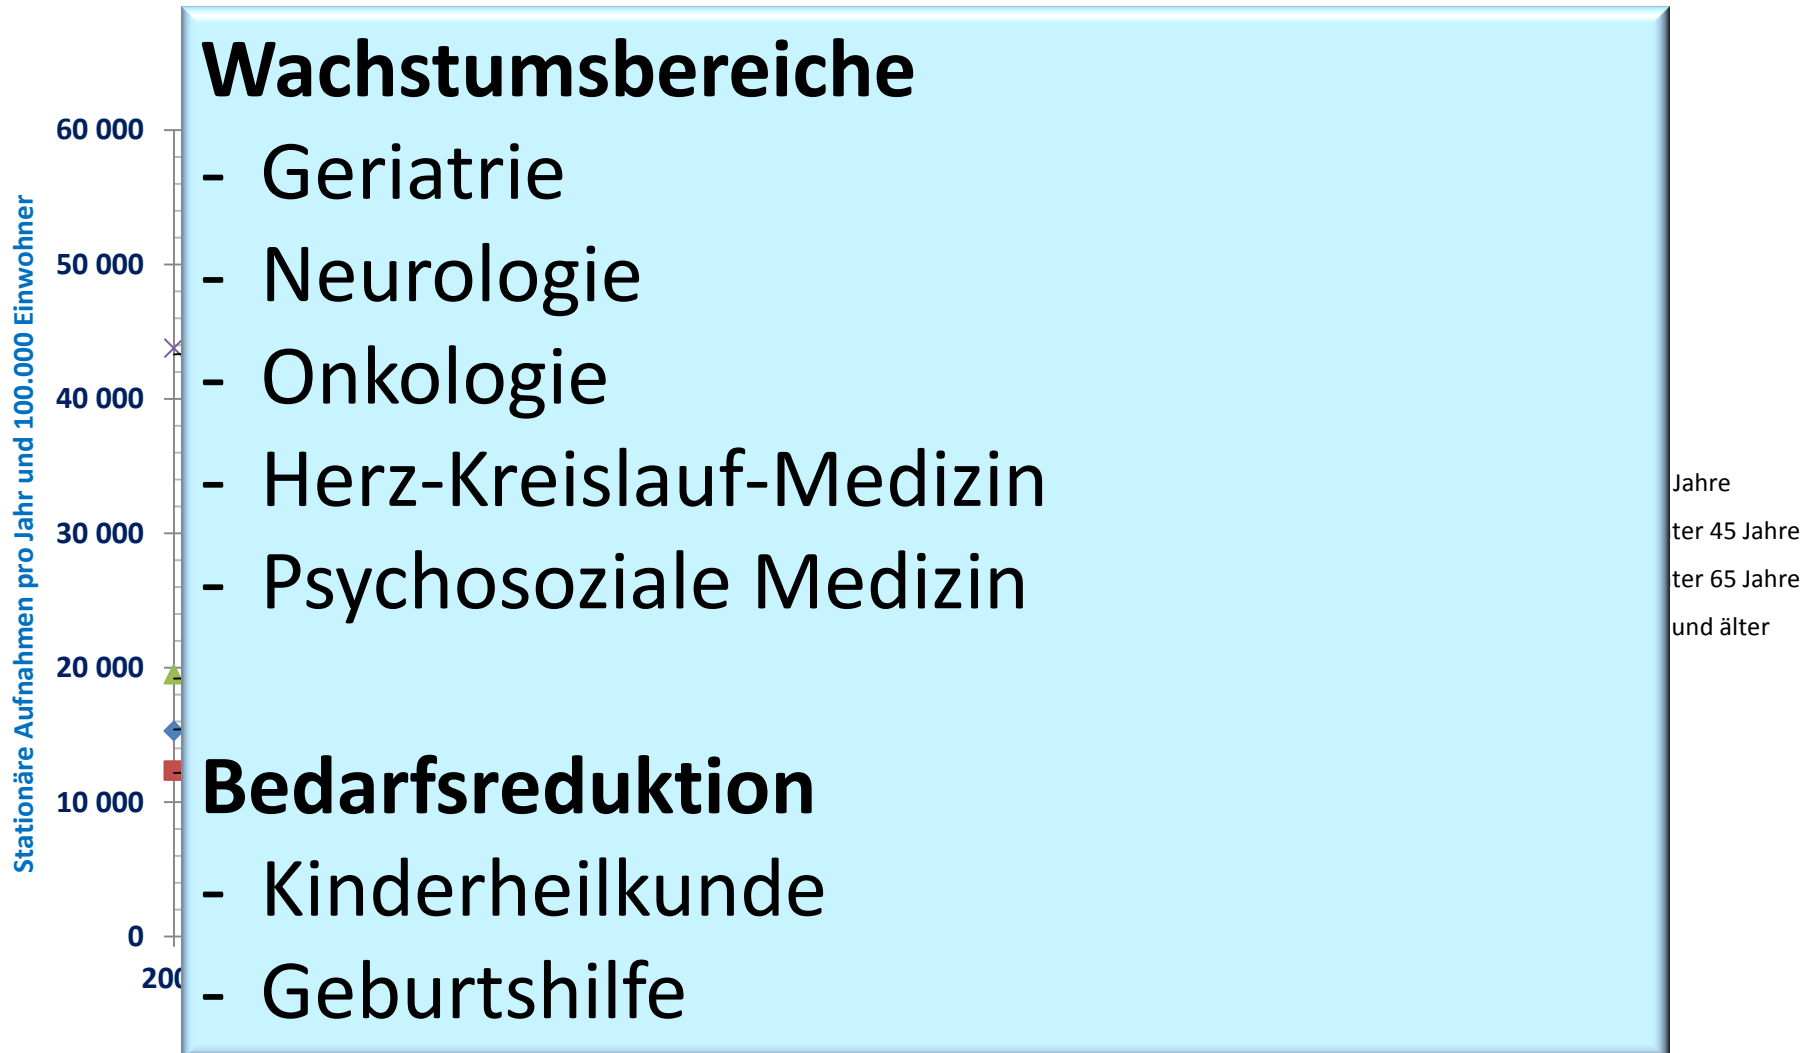 Wachstumsbereiche
- Geriatrie
- Neurologie
- Onkologie
- Herz-Kreislauf-Medizin
- Psychosoziale Medizin
Bedarfsreduktion
- Kinderheilkunde
- Geburtshilfe
Stationäre Aufnahmen pro Jahr und 100.000 Einwohner
60 000
50 000
40 000
30 000
20 000
10 000
0
200
Jahre
ter 45 Jahre
ter 65 Jahre
und älter